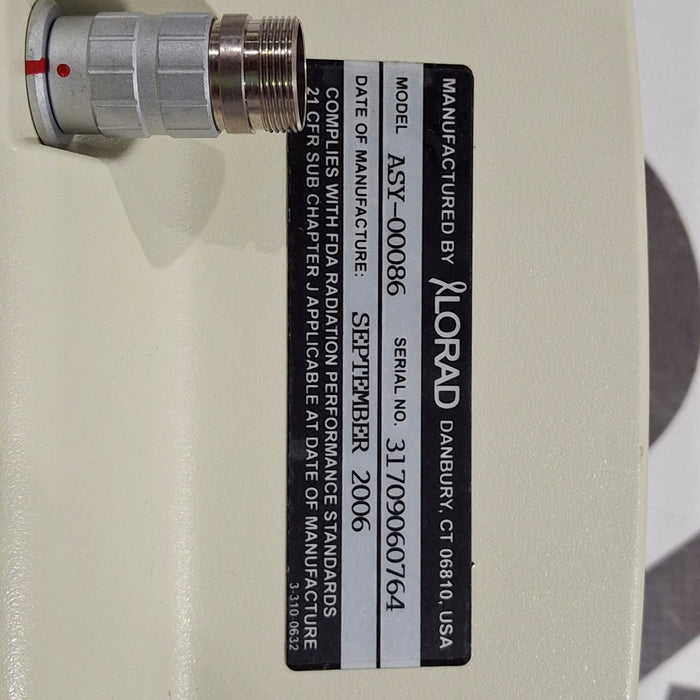 MANUFACTURED BY LORAD DANBURY, CT 06810, USA
MODEL ASY-00086 SERIAL NO. 31709060764
DATE OF MANUFACTURE: SEPTEMBER 2006
COMPLIES WITH FDA RADIATION PERFORMANCE STANDARDS
21 CFR SUB CHAPTER J APPLICABLE AT DATE OF MANUFACTURE
3-310-0632